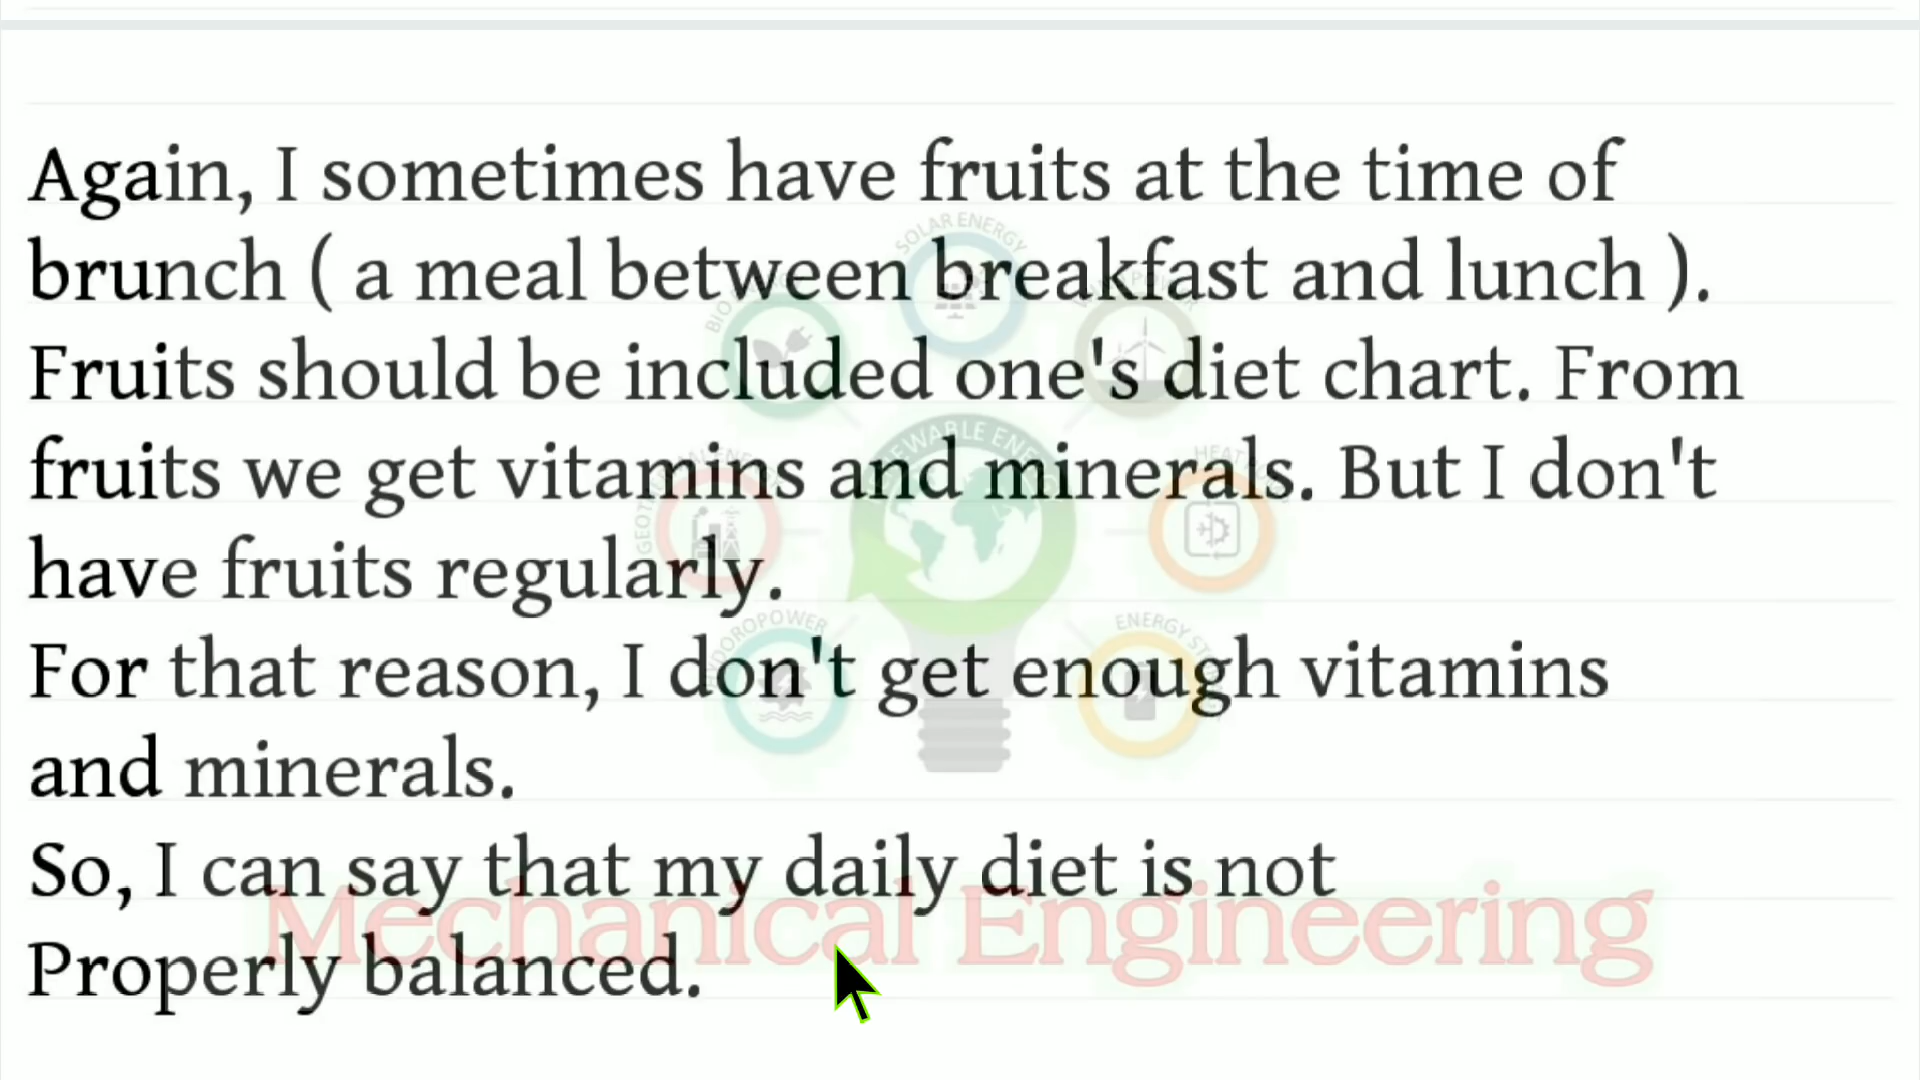 Again, I sometimes have fruits at the time of
brunch ( a meal between breakfast and lunch ).
Fruits should be included one's diet chart. From
fruits we get vitamins and minerals. But I don't
have fruits regularly.
For that reason, I don't get enough vitamins
and minerals.
So, I can say that my daily diet is not
Properly balanced.
SOLAR ENERGY
Mechanical Engineering